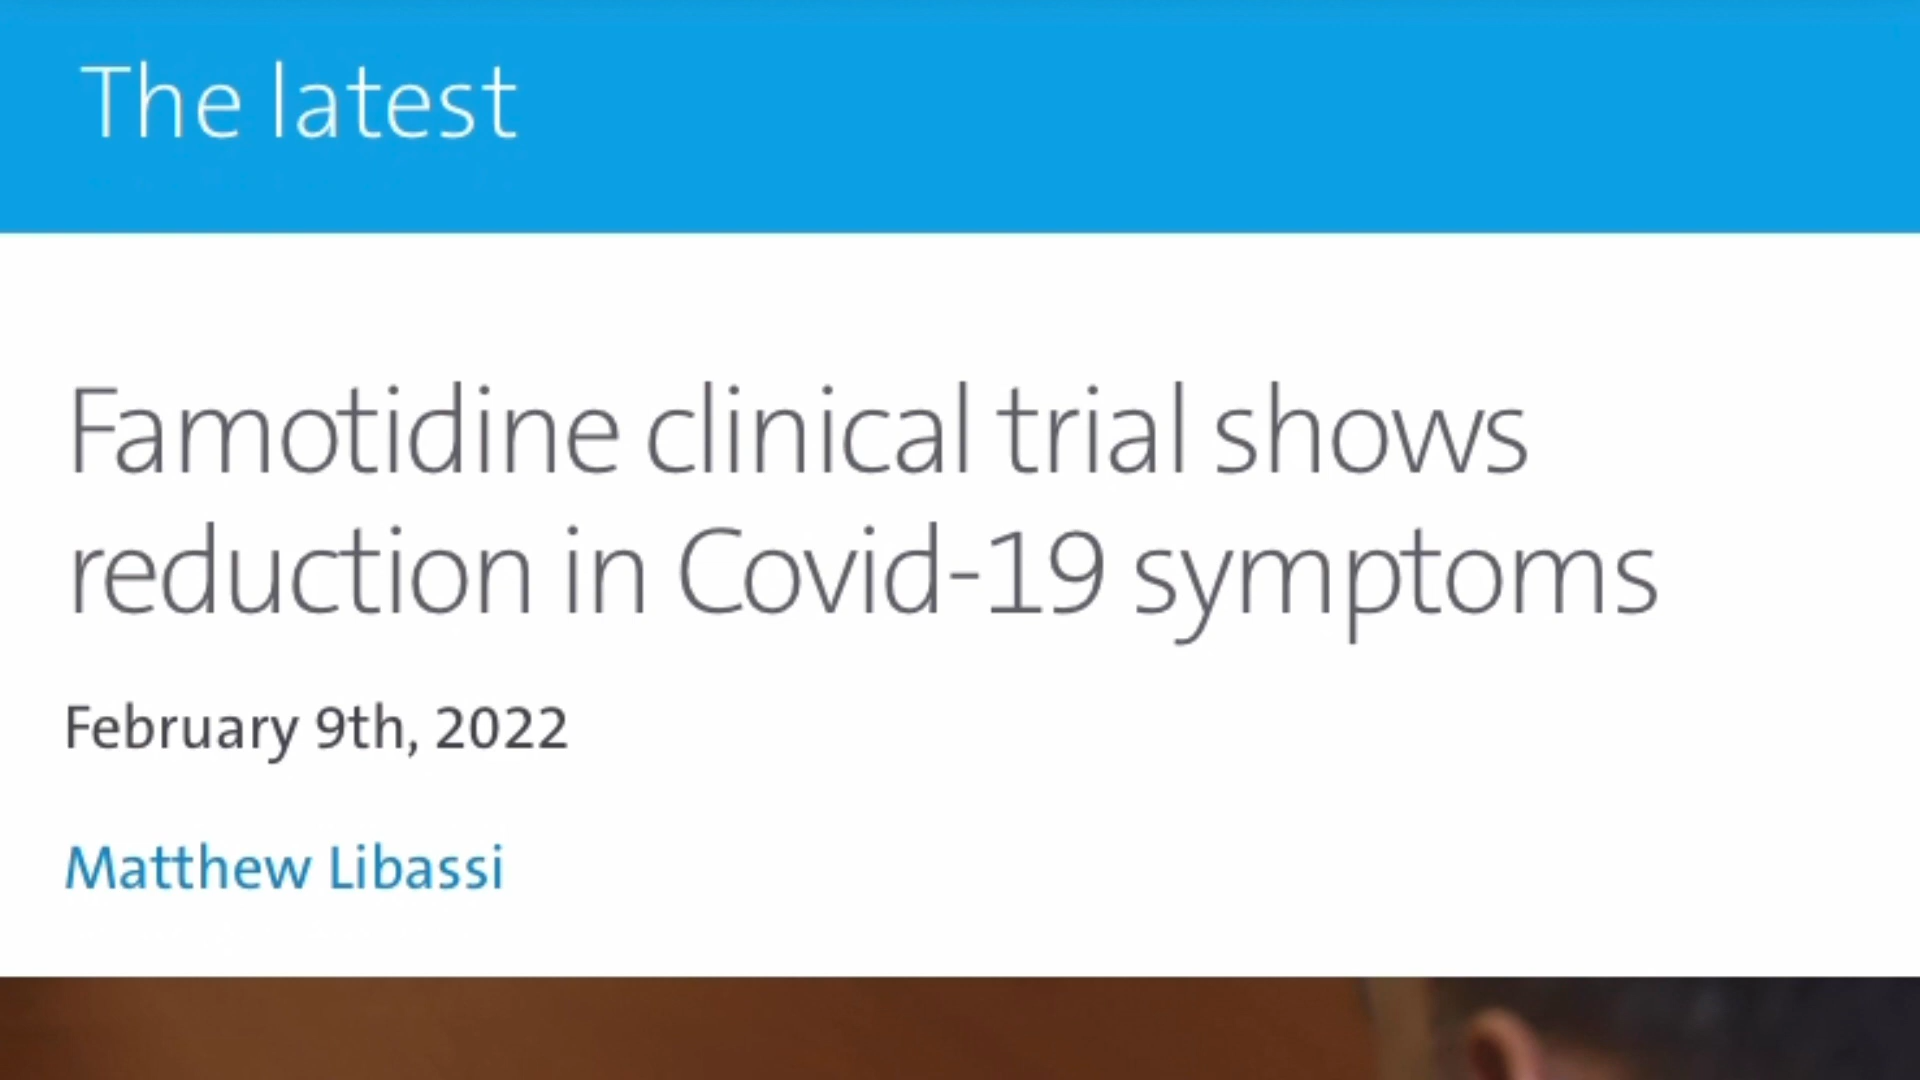 The latest
Famotidine clinical trial shows
reduction in Covid-19 symptoms
February 9th, 2022
Matthew Libassi